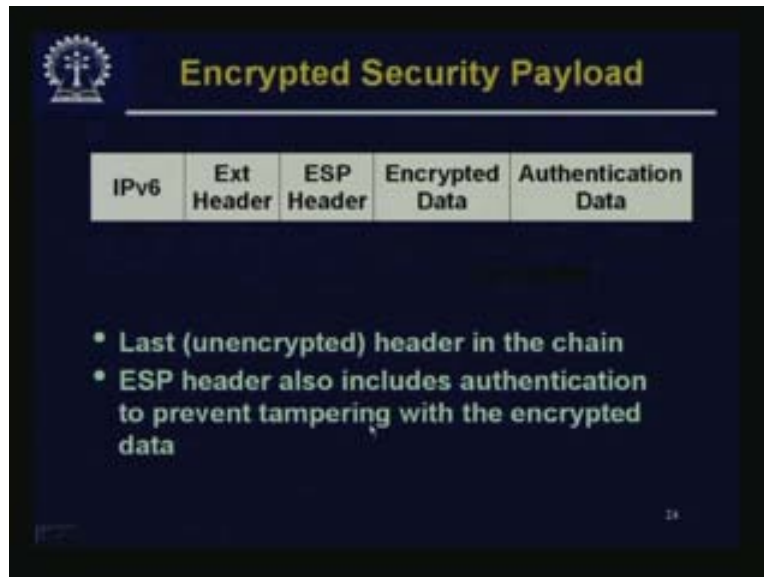 Encrypted Security Payload
IPv6
Ext Header
ESP Header
Encrypted Data
Authentication Data
• Last (unencrypted) header in the chain
• ESP header also includes authentication
to prevent tampering with the encrypted
data
24